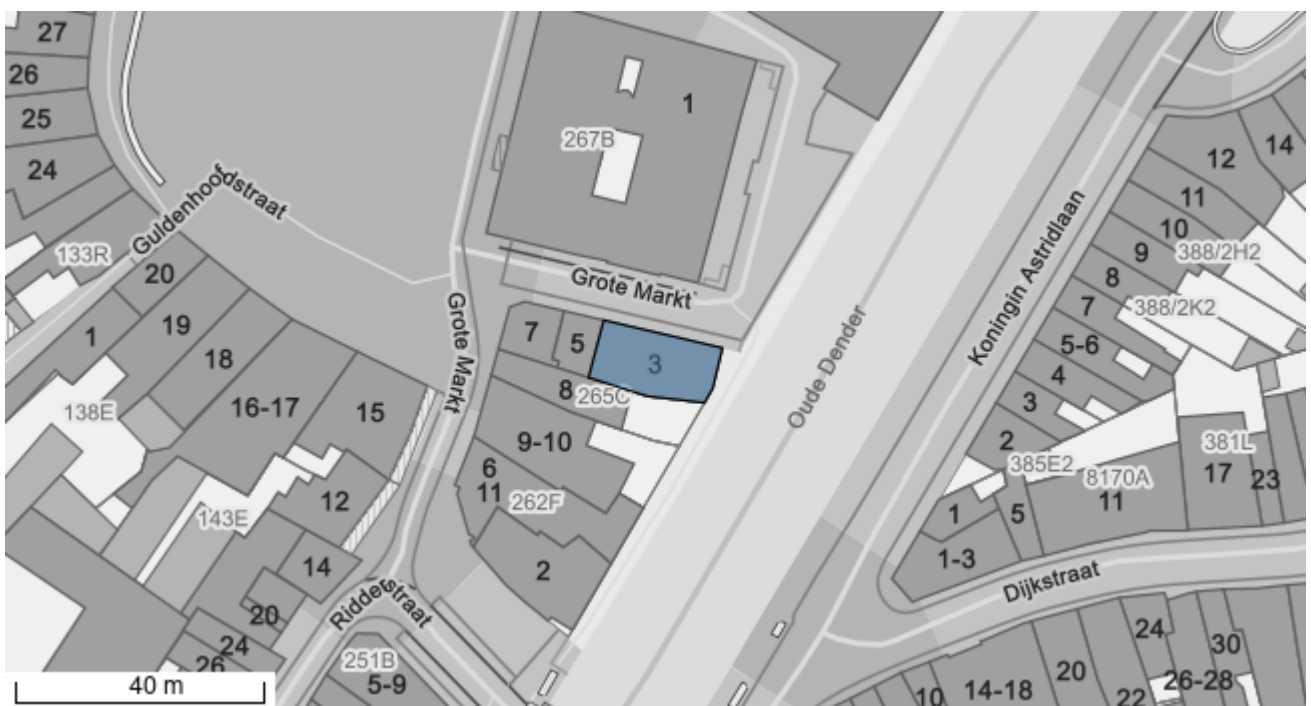 27
26
25
24
133R
Guldenhoofdstraat
20
19
18
1
138E
16-17
15
143E
12
14
20
24
26
Ridderstraat
251B
5-9
40 m
1
267B
Grote Markt
Grote Markt
7
5
3
8
265C
9-10
6
11
262F
2
Oude Dender
Koningin Astridlaan
14
12
11
10
388/2H2
9
8
388/2K2
7
5-6
4
3
2
385E2
381L
8170A
17
23
11
5
1
1-3
Dijkstraat
24
30
20
26-28
22
14-18
10